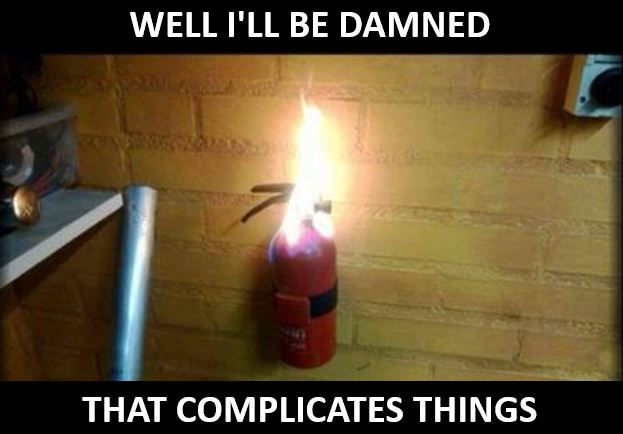 WELL I'LL BE DAMNED
THAT COMPLICATES THINGS